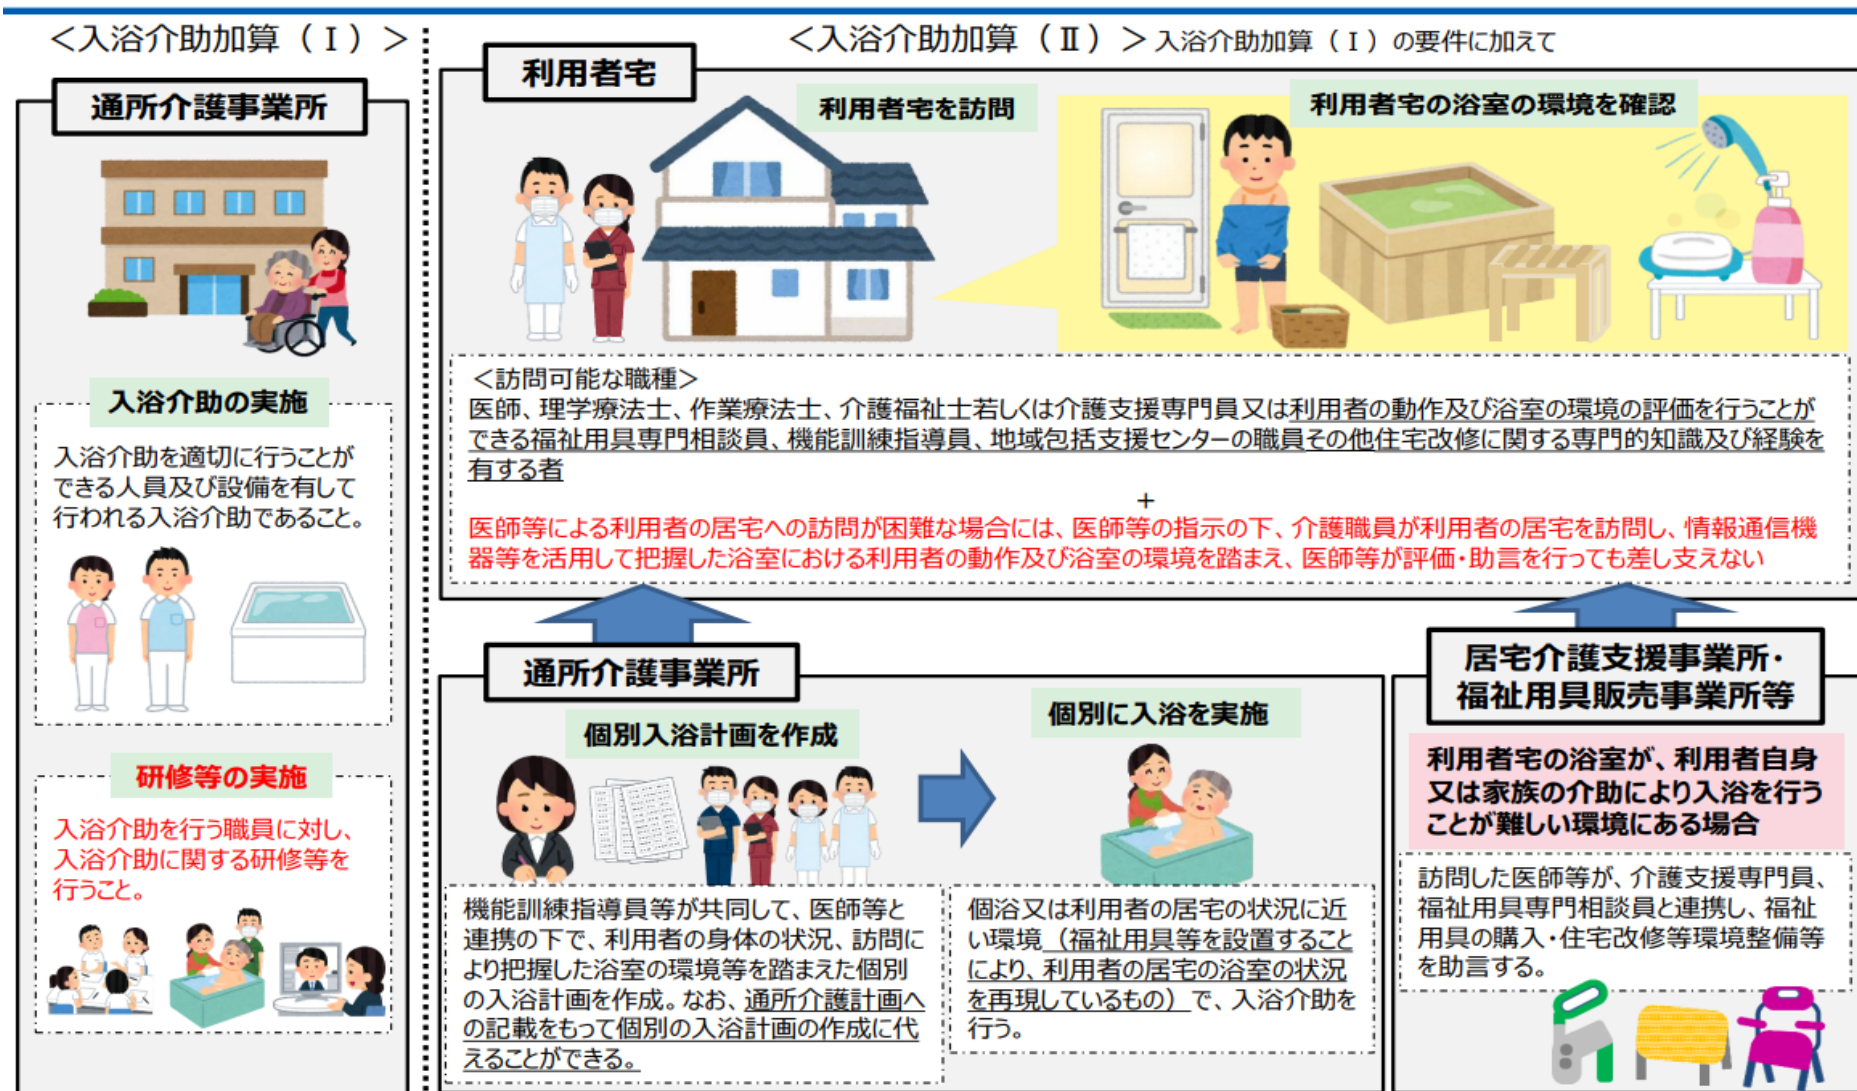 ＜入浴介助加算（Ⅰ）＞
通所介護事業所
入浴介助の実施
入浴介助を適切に行うことが
できる人員及び設備を有して
行われる入浴介助であること。
研修等の実施
入浴介助を行う職員に対し、
入浴介助に関する研修等を
行うこと。
＜入浴介助加算（Ⅱ）＞入浴介助加算（Ⅰ）の要件に加えて
利用者宅
利用者宅を訪問
利用者宅の浴室の環境を確認
＜訪問可能な職種＞
医師、理学療法士、作業療法士、介護福祉士若しくは介護支援専門員又は利用者の動作及び浴室の環境の評価を行うことが
できる福祉用具専門相談員、機能訓練指導員、地域包括支援センターの職員その他住宅改修に関する専門的知識及び経験を
有する者
+
医師等による利用者の居宅への訪問が困難な場合には、医師等の指示の下、介護職員が利用者の居宅を訪問し、情報通信機
器等を活用して把握した浴室における利用者の動作及び浴室の環境を踏まえ、医師等が評価・助言を行っても差し支えない
通所介護事業所
個別入浴計画を作成
機能訓練指導員等が共同して、医師等と
連携の下で、利用者の身体の状況、訪問に
より把握した浴室の環境等を踏まえた個別
の入浴計画を作成。なお、通所介護計画へ
の記載をもって個別の入浴計画の作成に代
えることができる。
個別に入浴を実施
個浴又は利用者の居宅の状況に近
い環境（福祉用具等を設置すること
により、利用者の居宅の浴室の状況
を再現しているもの）で、入浴介助を
行う。
居宅介護支援事業所・
福祉用具販売事業所等
利用者宅の浴室が、利用者自身
又は家族の介助により入浴を行う
ことが難しい環境にある場合
訪問した医師等が、介護支援専門員、
福祉用具専門相談員と連携し、福祉
用具の購入・住宅改修等環境整備等
を助言する。